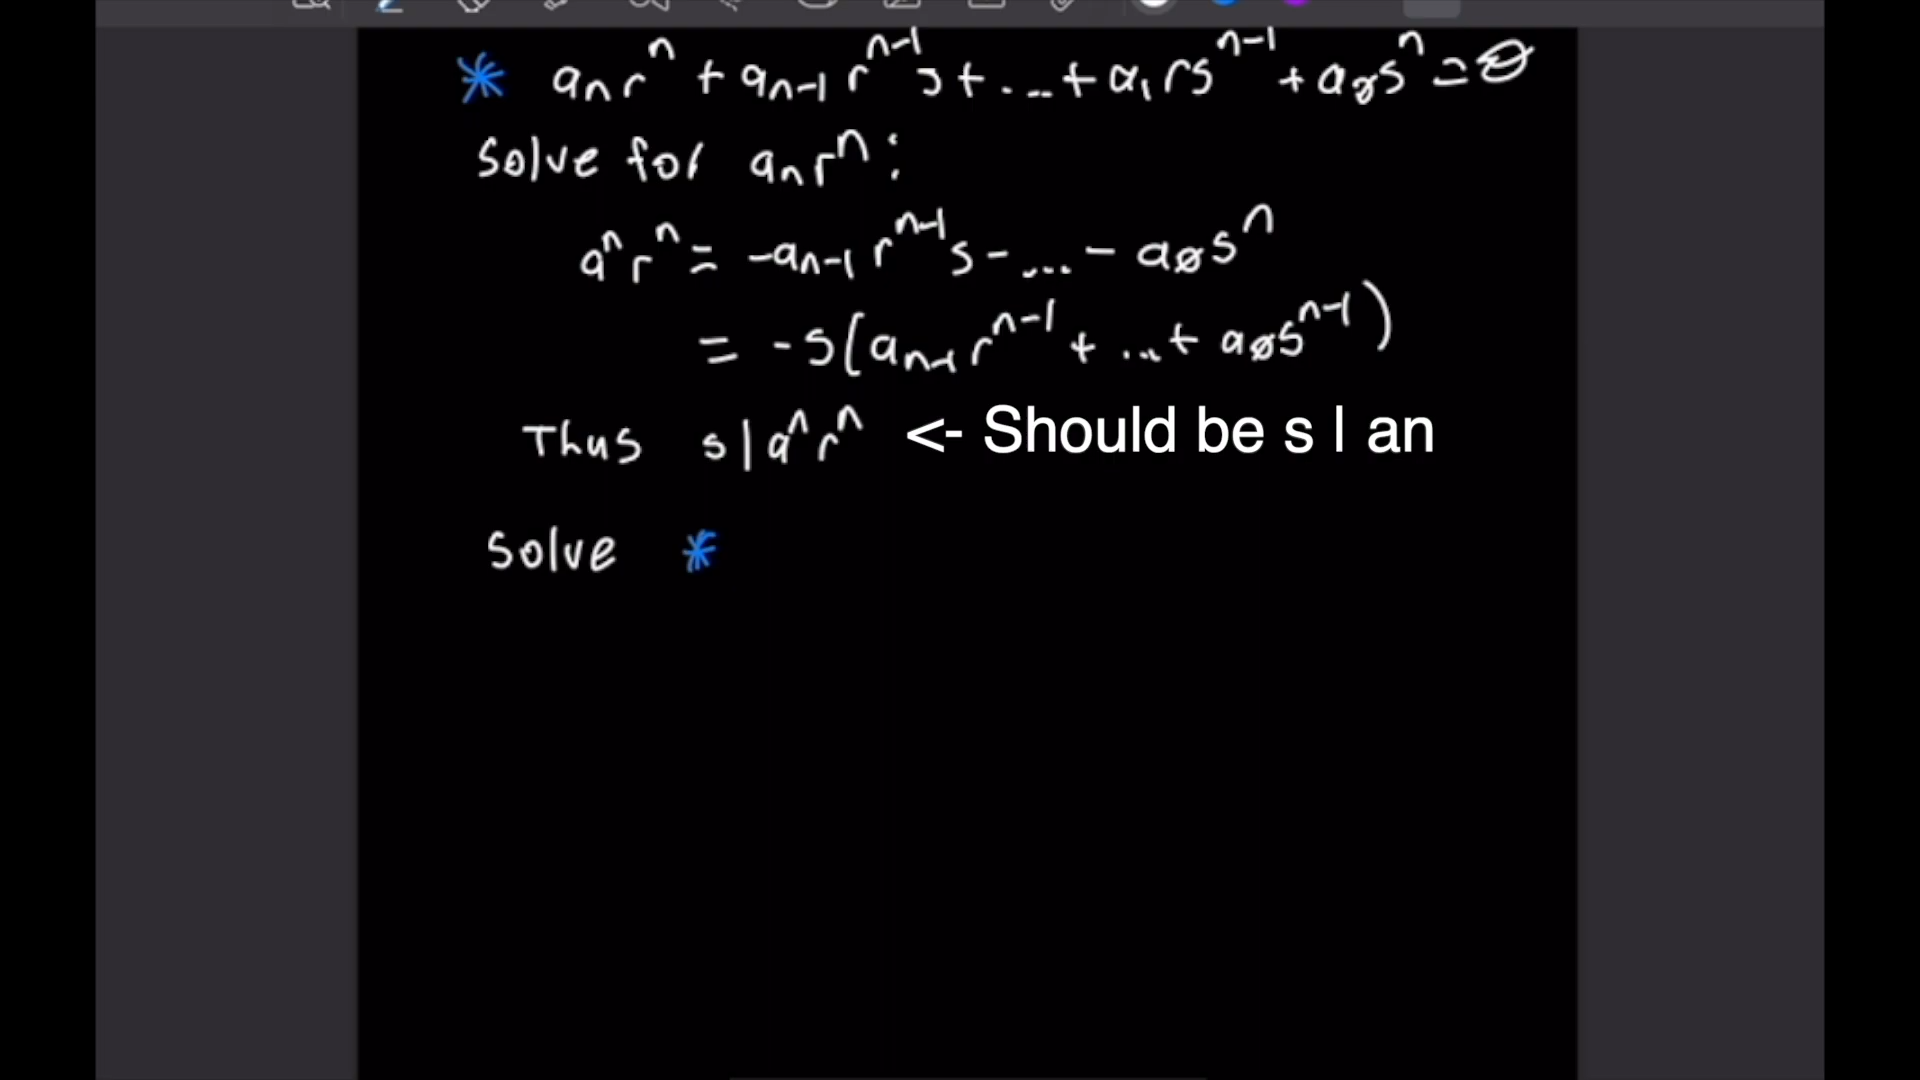 * aₙrⁿ + aₙ₋₁rⁿ⁻¹s + ... + a₁rsⁿ⁻¹ + a₀sⁿ = 0
Solve for aₙrⁿ:
aⁿrⁿ = -aₙ₋₁rⁿ⁻¹s - ... - a₀sⁿ
= -s(aₙ₋₁rⁿ⁻¹ + ... + a₀sⁿ⁻¹)
Thus s|aⁿrⁿ <- Should be s | an
Solve *